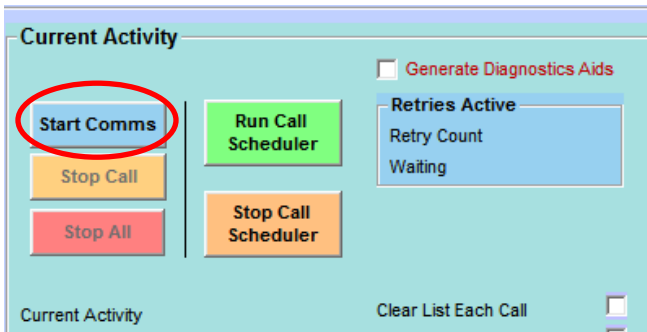 Current Activity
Generate Diagnostics Aids
Start Comms
Stop Call
Stop All
Run Call
Scheduler
Stop Call
Scheduler
Retries Active
Retry Count
Waiting
Current Activity
Clear List Each Call